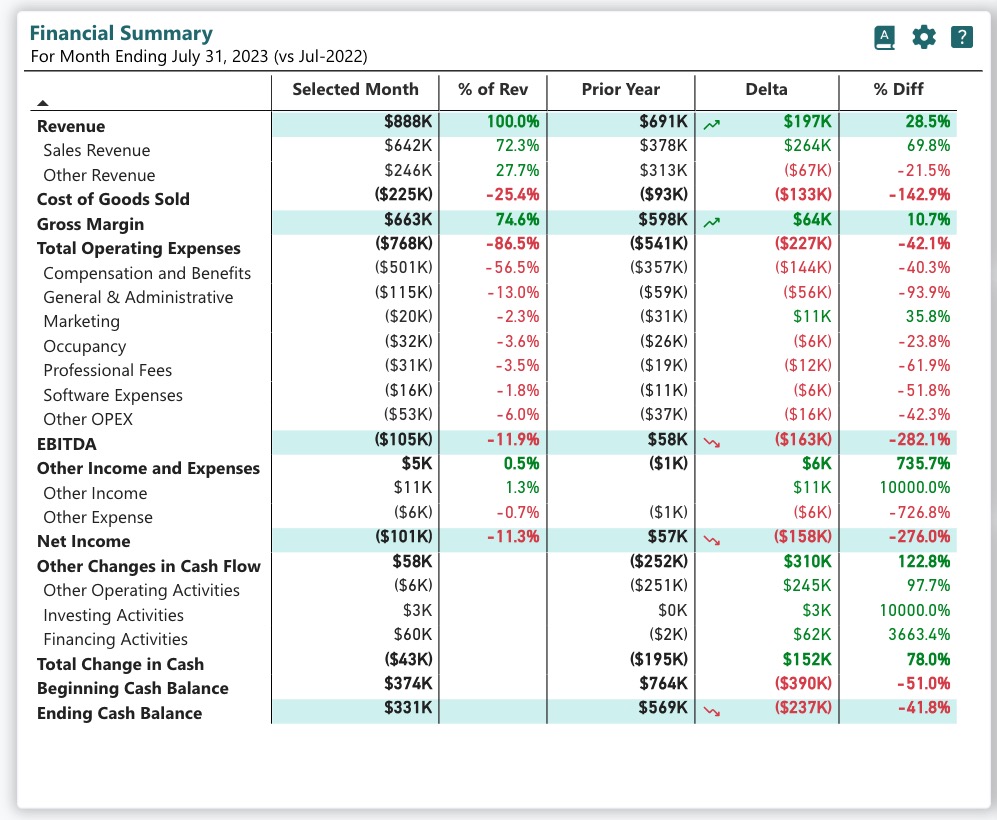 Financial Summary
For Month Ending July 31, 2023 (vs Jul-2022)
A
?
Selected Month % of Rev Prior Year Delta % Diff
Revenue $888K 100.0% $691K $197K 28.5%
Sales Revenue $642K 72.3% $378K $264K 69.8%
Other Revenue $246K 27.7% $313K ($67K) -21.5%
Cost of Goods Sold ($225K) -25.4% ($93K) ($133K) -142.9%
Gross Margin $663K 74.6% $598K $64K 10.7%
Total Operating Expenses ($768K) -86.5% ($541K) ($227K) -42.1%
Compensation and Benefits ($501K) -56.5% ($357K) ($144K) -40.3%
General & Administrative ($115K) -13.0% ($59K) ($56K) -93.9%
Marketing ($20K) -2.3% ($31K) $11K 35.8%
Occupancy ($32K) -3.6% ($26K) ($6K) -23.8%
Professional Fees ($31K) -3.5% ($19K) ($12K) -61.9%
Software Expenses ($16K) -1.8% ($11K) ($6K) -51.8%
Other OPEX ($53K) -6.0% ($37K) ($16K) -42.3%
EBITDA ($105K) -11.9% $58K ($163K) -282.1%
Other Income and Expenses $5K 0.5% ($1K) $6K 735.7%
Other Income $11K 1.3% $11K 10000.0%
Other Expense ($6K) -0.7% ($1K) ($6K) -726.8%
Net Income ($101K) -11.3% $57K ($158K) -276.0%
Other Changes in Cash Flow $58K ($252K) $310K 122.8%
Other Operating Activities ($6K) ($251K) $245K 97.7%
Investing Activities $3K $0K $3K 10000.0%
Financing Activities $60K ($2K) $62K 3663.4%
Total Change in Cash ($43K) ($195K) $152K 78.0%
Beginning Cash Balance $374K $764K ($390K) -51.0%
Ending Cash Balance $331K $569K ($237K) -41.8%